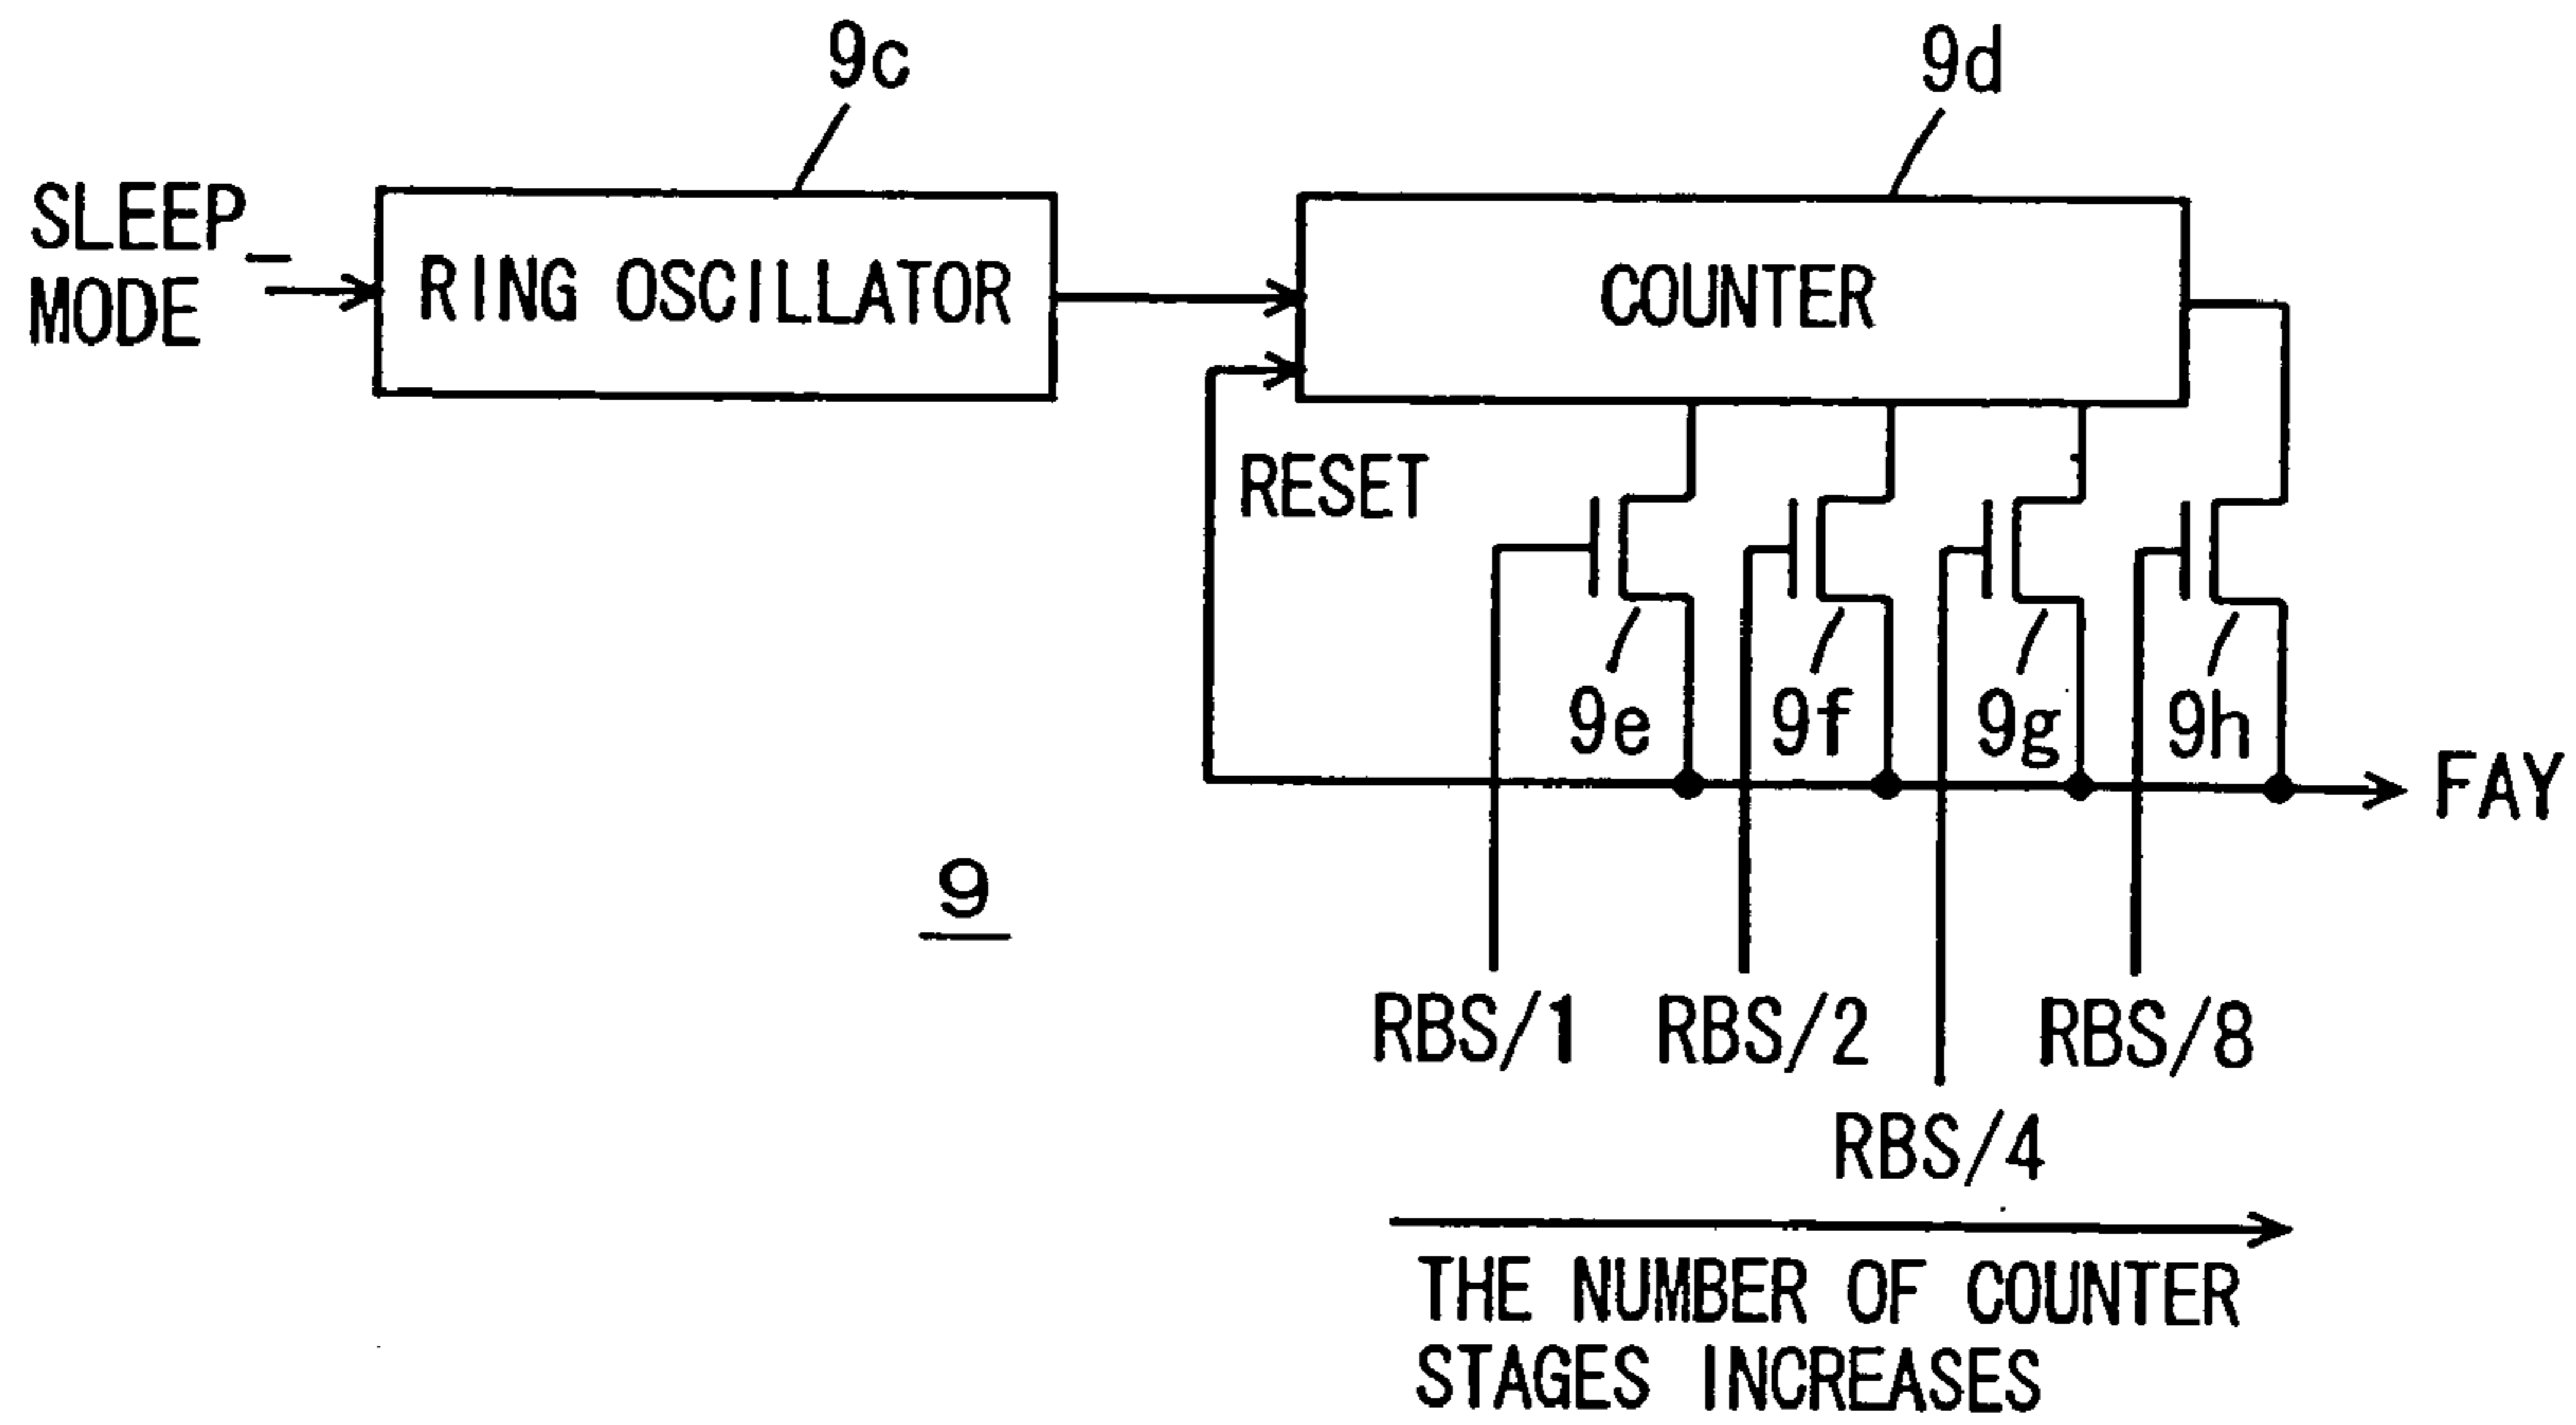 9c
9d
SLEEP
MODE
RING OSCILLATOR
COUNTER
RESET
9e
9f
9g
9h
FAY
9
RBS/1
RBS/2
RBS/8
RBS/4
THE NUMBER OF COUNTER
STAGES INCREASES